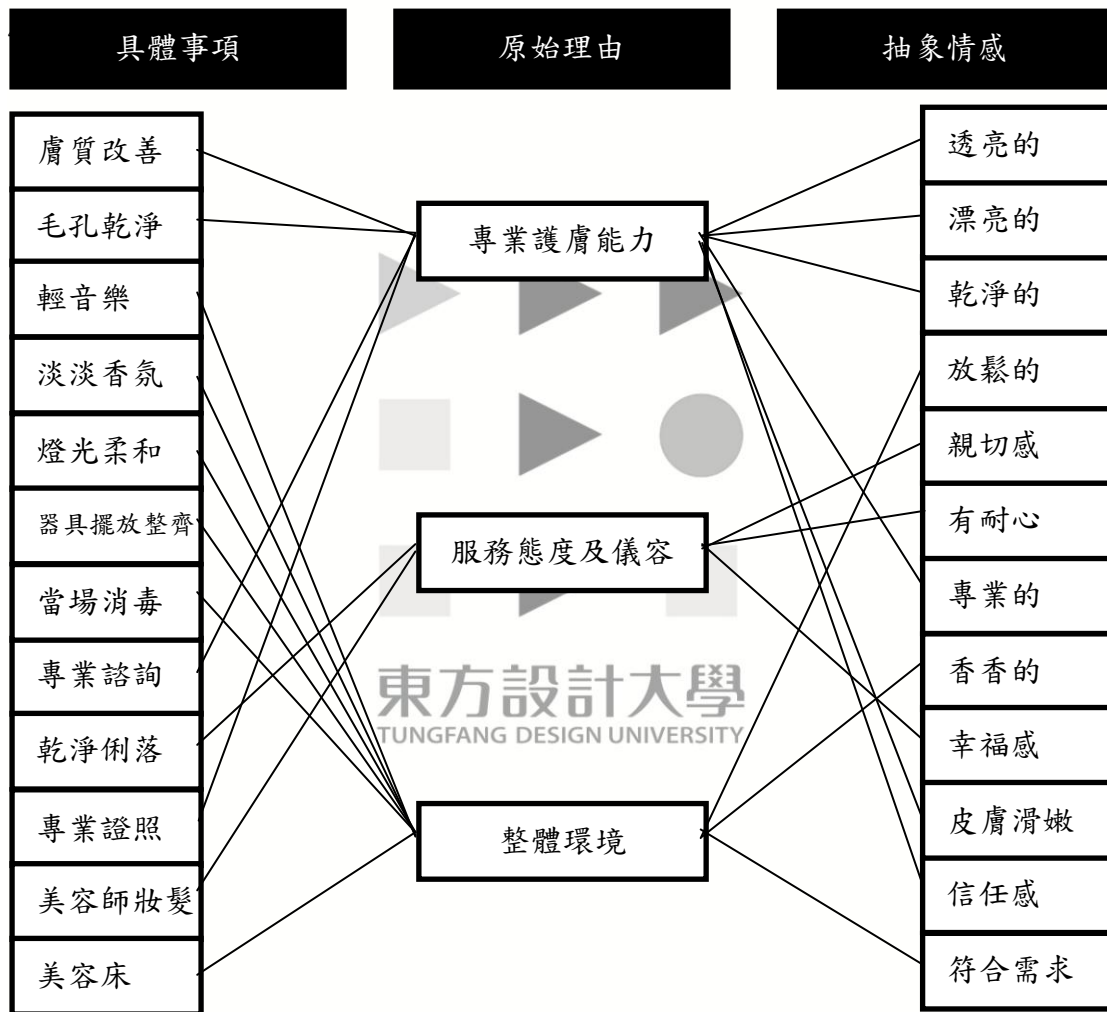 具體事項
原始理由
抽象情感
膚質改善
毛孔乾淨
輕音樂
淡淡香氛
燈光柔和
器具擺放整齊
當場消毒
專業諮詢
乾淨俐落
專業證照
美容師妝髮
美容床
專業護膚能力
服務態度及儀容
整體環境
東方設計大學
TUNGFANG DESIGN UNIVERSITY
透亮的
漂亮的
乾淨的
放鬆的
親切感
有耐心
專業的
香香的
幸福感
皮膚滑嫩
信任感
符合需求